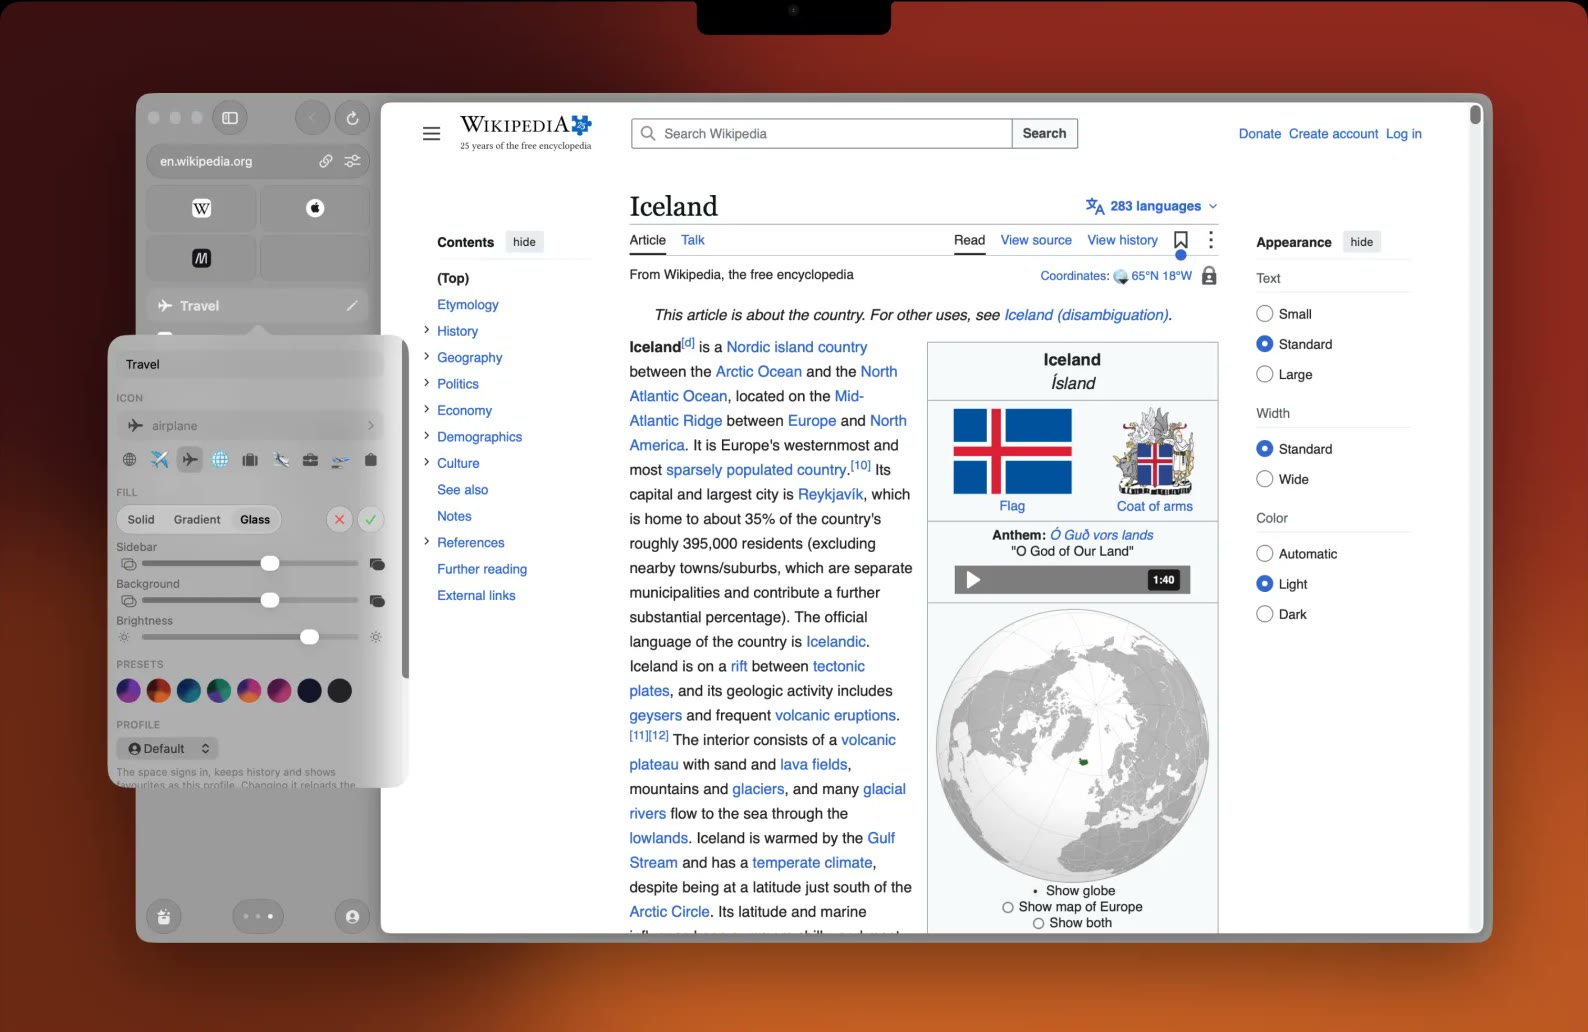 en.wikipedia.org
W
M
Travel
Travel
ICON
airplane
FILL
Solid Gradient Glass
Sidebar
Background
Brightness
PRESETS
PROFILE
Default
The space signs in, keeps history and shows
favourites as this profile. Changing it reloads the
WIKIPEDIA 25
25 years of the free encyclopedia
Search Wikipedia
Search
Donate Create account Log in
Contents hide
(Top)
Etymology
History
Geography
Politics
Economy
Demographics
Culture
See also
Notes
References
Further reading
External links
Iceland
283 languages
Article Talk
Read View source View history
From Wikipedia, the free encyclopedia
Coordinates: 65°N 18°W
This article is about the country. For other uses, see Iceland (disambiguation).
Iceland[d] is a Nordic island country
between the Arctic Ocean and the North
Atlantic Ocean, located on the Mid-
Atlantic Ridge between Europe and North
America. It is Europe's westernmost and
most sparsely populated country.[10] Its
capital and largest city is Reykjavík, which
is home to about 35% of the country's
roughly 395,000 residents (excluding
nearby towns/suburbs, which are separate
municipalities and contribute a further
substantial percentage). The official
language of the country is Icelandic.
Iceland is on a rift between tectonic
plates, and its geologic activity includes
geysers and frequent volcanic eruptions.
[11][12] The interior consists of a volcanic
plateau with sand and lava fields,
mountains and glaciers, and many glacial
rivers flow to the sea through the
lowlands. Iceland is warmed by the Gulf
Stream and has a temperate climate,
despite being at a latitude just south of the
Arctic Circle. Its latitude and marine
Iceland
Ísland
Flag
Coat of arms
Anthem: Ó Guð vors lands
"O God of Our Land"
1:40
Show globe
Show map of Europe
Show both
Appearance hide
Text
Small
Standard
Large
Width
Standard
Wide
Color
Automatic
Light
Dark